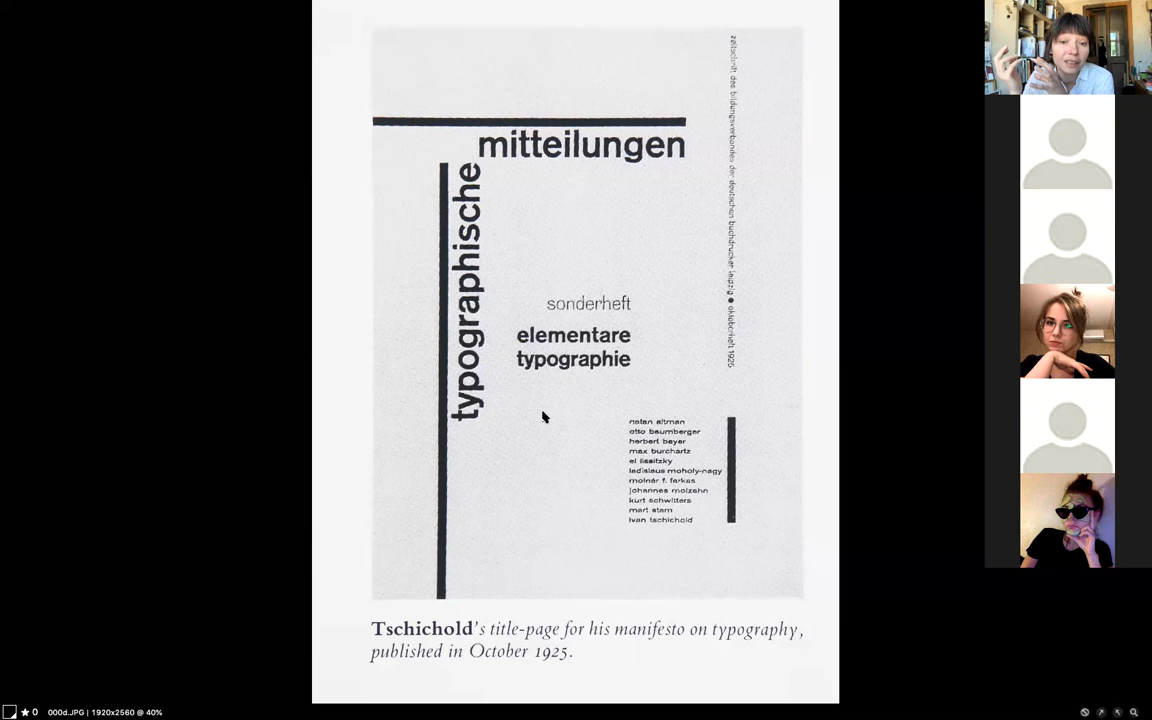 mitteilungen
typographische
zeitschrift des bildungsverbandes der deutschen buchdrucker leipzig ● oktoberheft 1925
sonderheft
elementare
typographie
natan altman
otto baumberger
herbert bayer
max burchartz
el lissitzky
ladislaus moholy-nagy
molnár f. farkas
johannes molzahn
kurt schwitters
mart stam
ivan tschichold
Tschichold's title-page for his manifesto on typography,
published in October 1925.
★ 0 000d.JPG | 1920x2560 @ 40%